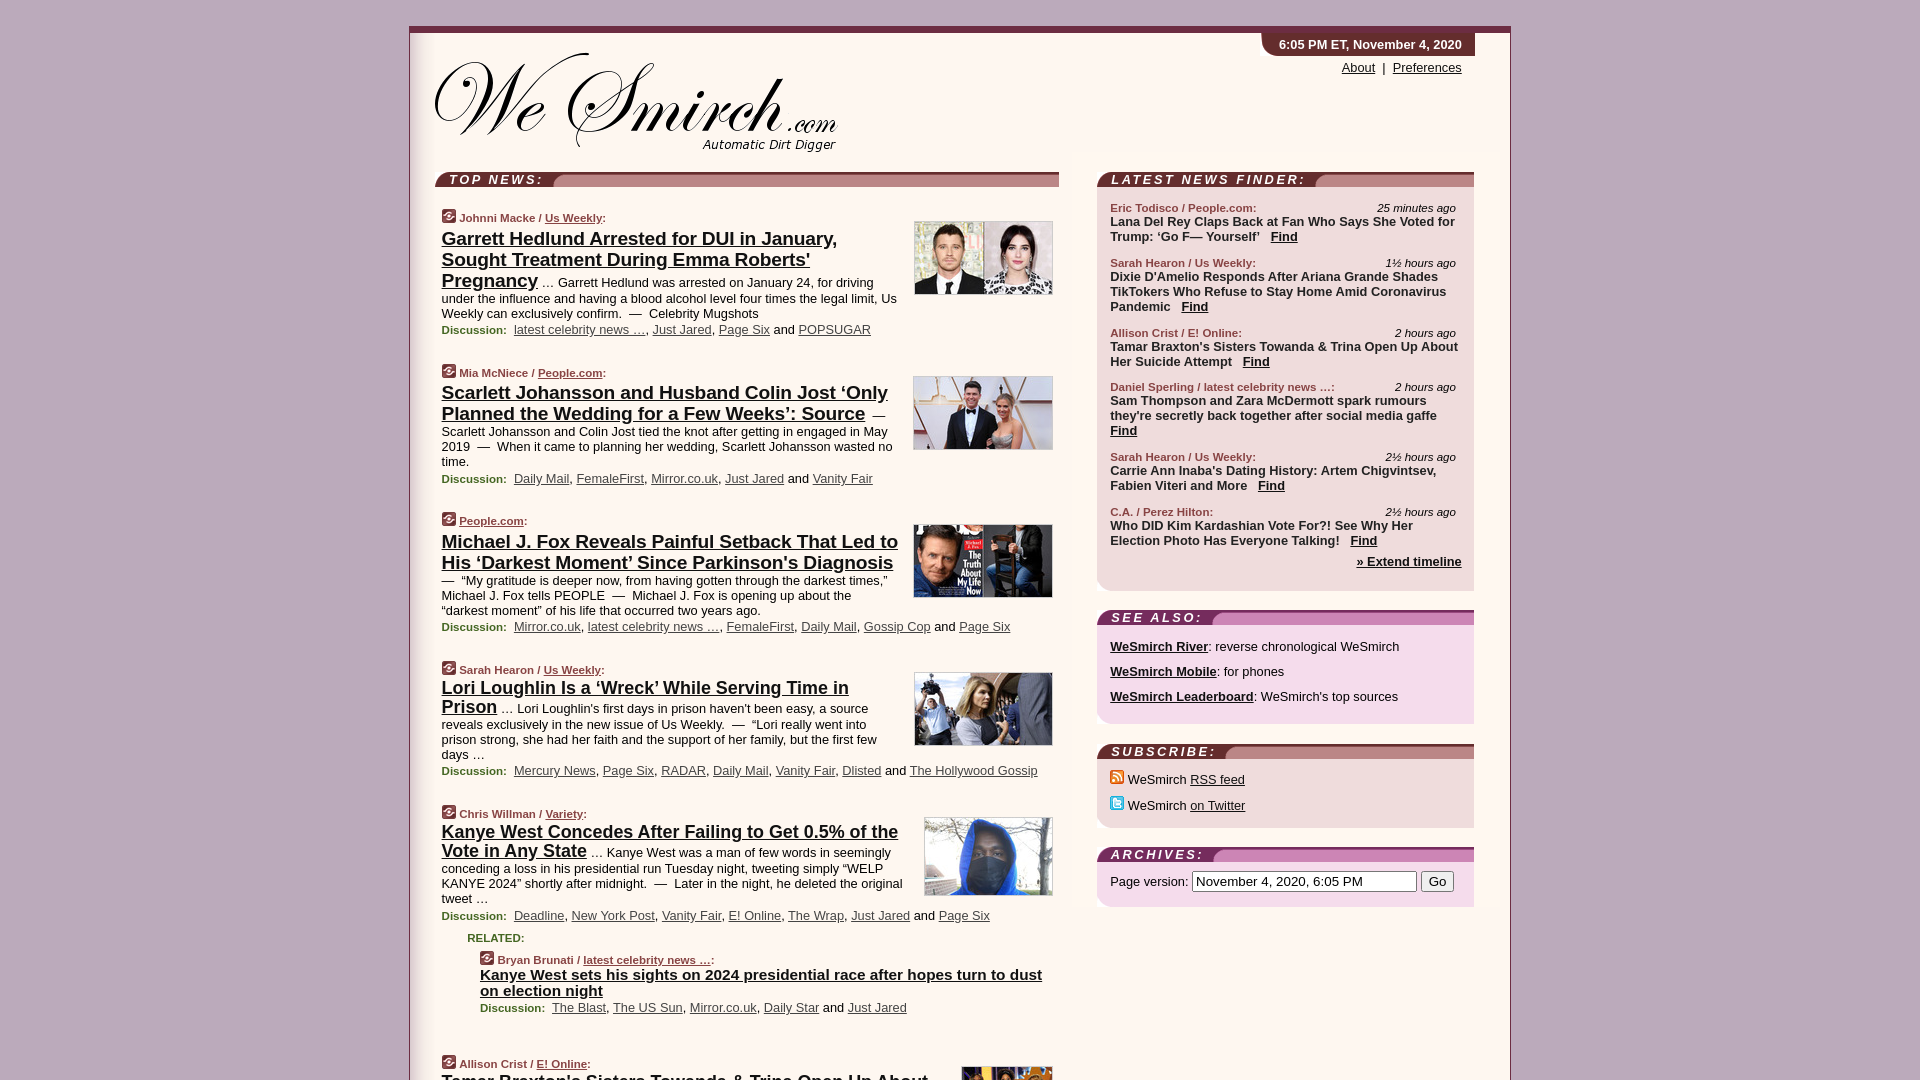 6:05 PM ET, November 4, 2020
About | Preferences
We Smirch .com
Automatic Dirt Digger
TOP NEWS:
Johnni Macke / Us Weekly:
Garrett Hedlund Arrested for DUI in January,
Sought Treatment During Emma Roberts'
Pregnancy … Garrett Hedlund was arrested on January 24, for driving
under the influence and having a blood alcohol level four times the legal limit, Us
Weekly can exclusively confirm. — Celebrity Mugshots
Discussion: latest celebrity news …, Just Jared, Page Six and POPSUGAR
Mia McNiece / People.com:
Scarlett Johansson and Husband Colin Jost ‘Only
Planned the Wedding for a Few Weeks’: Source —
Scarlett Johansson and Colin Jost tied the knot after getting in engaged in May
2019 — When it came to planning her wedding, Scarlett Johansson wasted no
time.
Discussion: Daily Mail, FemaleFirst, Mirror.co.uk, Just Jared and Vanity Fair
People.com:
Michael J. Fox Reveals Painful Setback That Led to
His ‘Darkest Moment’ Since Parkinson's Diagnosis
— “My gratitude is deeper now, from having gotten through the darkest times,”
Michael J. Fox tells PEOPLE — Michael J. Fox is opening up about the
“darkest moment” of his life that occurred two years ago.
The
Truth
About
My Life
Now
Discussion: Mirror.co.uk, latest celebrity news …, FemaleFirst, Daily Mail, Gossip Cop and Page Six
Sarah Hearon / Us Weekly:
Lori Loughlin Is a ‘Wreck’ While Serving Time in
Prison … Lori Loughlin's first days in prison haven't been easy, a source
reveals exclusively in the new issue of Us Weekly. — “Lori really went into
prison strong, she had her faith and the support of her family, but the first few
days …
Discussion: Mercury News, Page Six, RADAR, Daily Mail, Vanity Fair, Dlisted and The Hollywood Gossip
Chris Willman / Variety:
Kanye West Concedes After Failing to Get 0.5% of the
Vote in Any State … Kanye West was a man of few words in seemingly
conceding a loss in his presidential run Tuesday night, tweeting simply “WELP
KANYE 2024” shortly after midnight. — Later in the night, he deleted the original
tweet …
Discussion: Deadline, New York Post, Vanity Fair, E! Online, The Wrap, Just Jared and Page Six
RELATED:
Bryan Brunati / latest celebrity news …:
Kanye West sets his sights on 2024 presidential race after hopes turn to dust
on election night
Discussion: The Blast, The US Sun, Mirror.co.uk, Daily Star and Just Jared
Allison Crist / E! Online:
Tamar Braxton's Sisters Towanda & Trina Open Up About
LATEST NEWS FINDER:
Eric Todisco / People.com: 25 minutes ago
Lana Del Rey Claps Back at Fan Who Says She Voted for
Trump: ‘Go F— Yourself’ Find
Sarah Hearon / Us Weekly: 1½ hours ago
Dixie D'Amelio Responds After Ariana Grande Shades
TikTokers Who Refuse to Stay Home Amid Coronavirus
Pandemic Find
Allison Crist / E! Online: 2 hours ago
Tamar Braxton's Sisters Towanda & Trina Open Up About
Her Suicide Attempt Find
Daniel Sperling / latest celebrity news …: 2 hours ago
Sam Thompson and Zara McDermott spark rumours
they're secretly back together after social media gaffe
Find
Sarah Hearon / Us Weekly: 2½ hours ago
Carrie Ann Inaba's Dating History: Artem Chigvintsev,
Fabien Viteri and More Find
C.A. / Perez Hilton: 2½ hours ago
Who DID Kim Kardashian Vote For?! See Why Her
Election Photo Has Everyone Talking! Find
» Extend timeline
SEE ALSO:
WeSmirch River: reverse chronological WeSmirch
WeSmirch Mobile: for phones
WeSmirch Leaderboard: WeSmirch's top sources
SUBSCRIBE:
WeSmirch RSS feed
WeSmirch on Twitter
ARCHIVES:
Page version: November 4, 2020, 6:05 PM Go